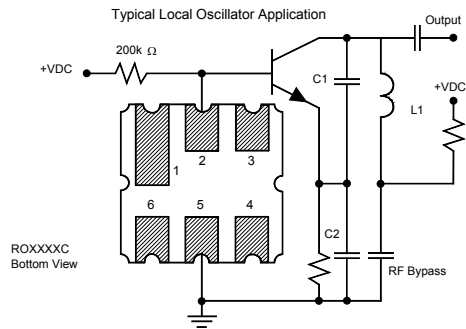 Typical Local Oscillator Application
Output
200k Ω
+VDC
C1
+VDC
L1
1
2
3
6
5
4
C2
ROXXXXC
Bottom View
RF Bypass